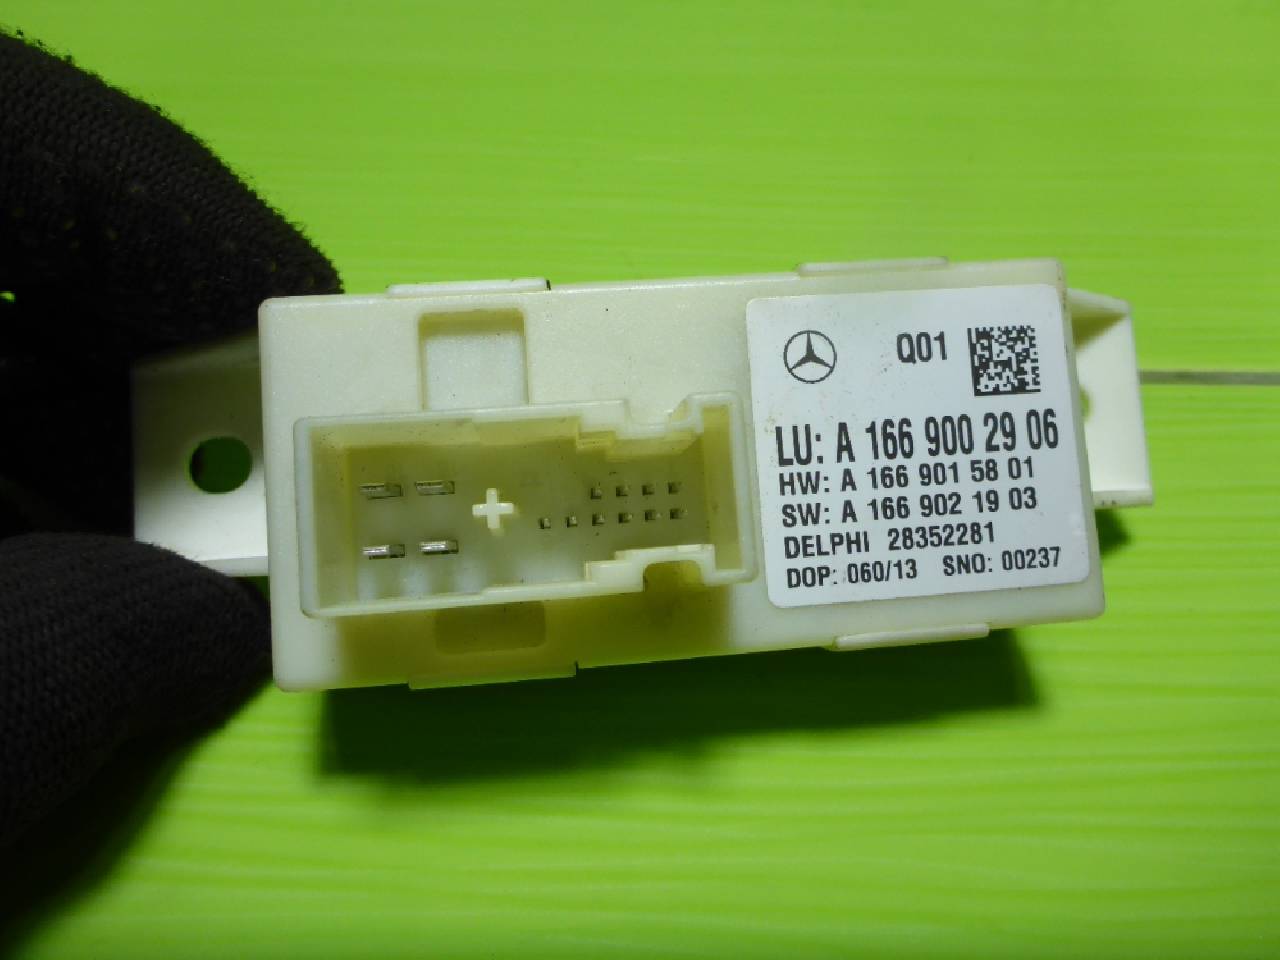 Q01
LU: A 166 900 29 06
HW: A 166 901 58 01
SW: A 166 902 19 03
DELPHI 28352281
DOP: 060/13 SNO: 00237